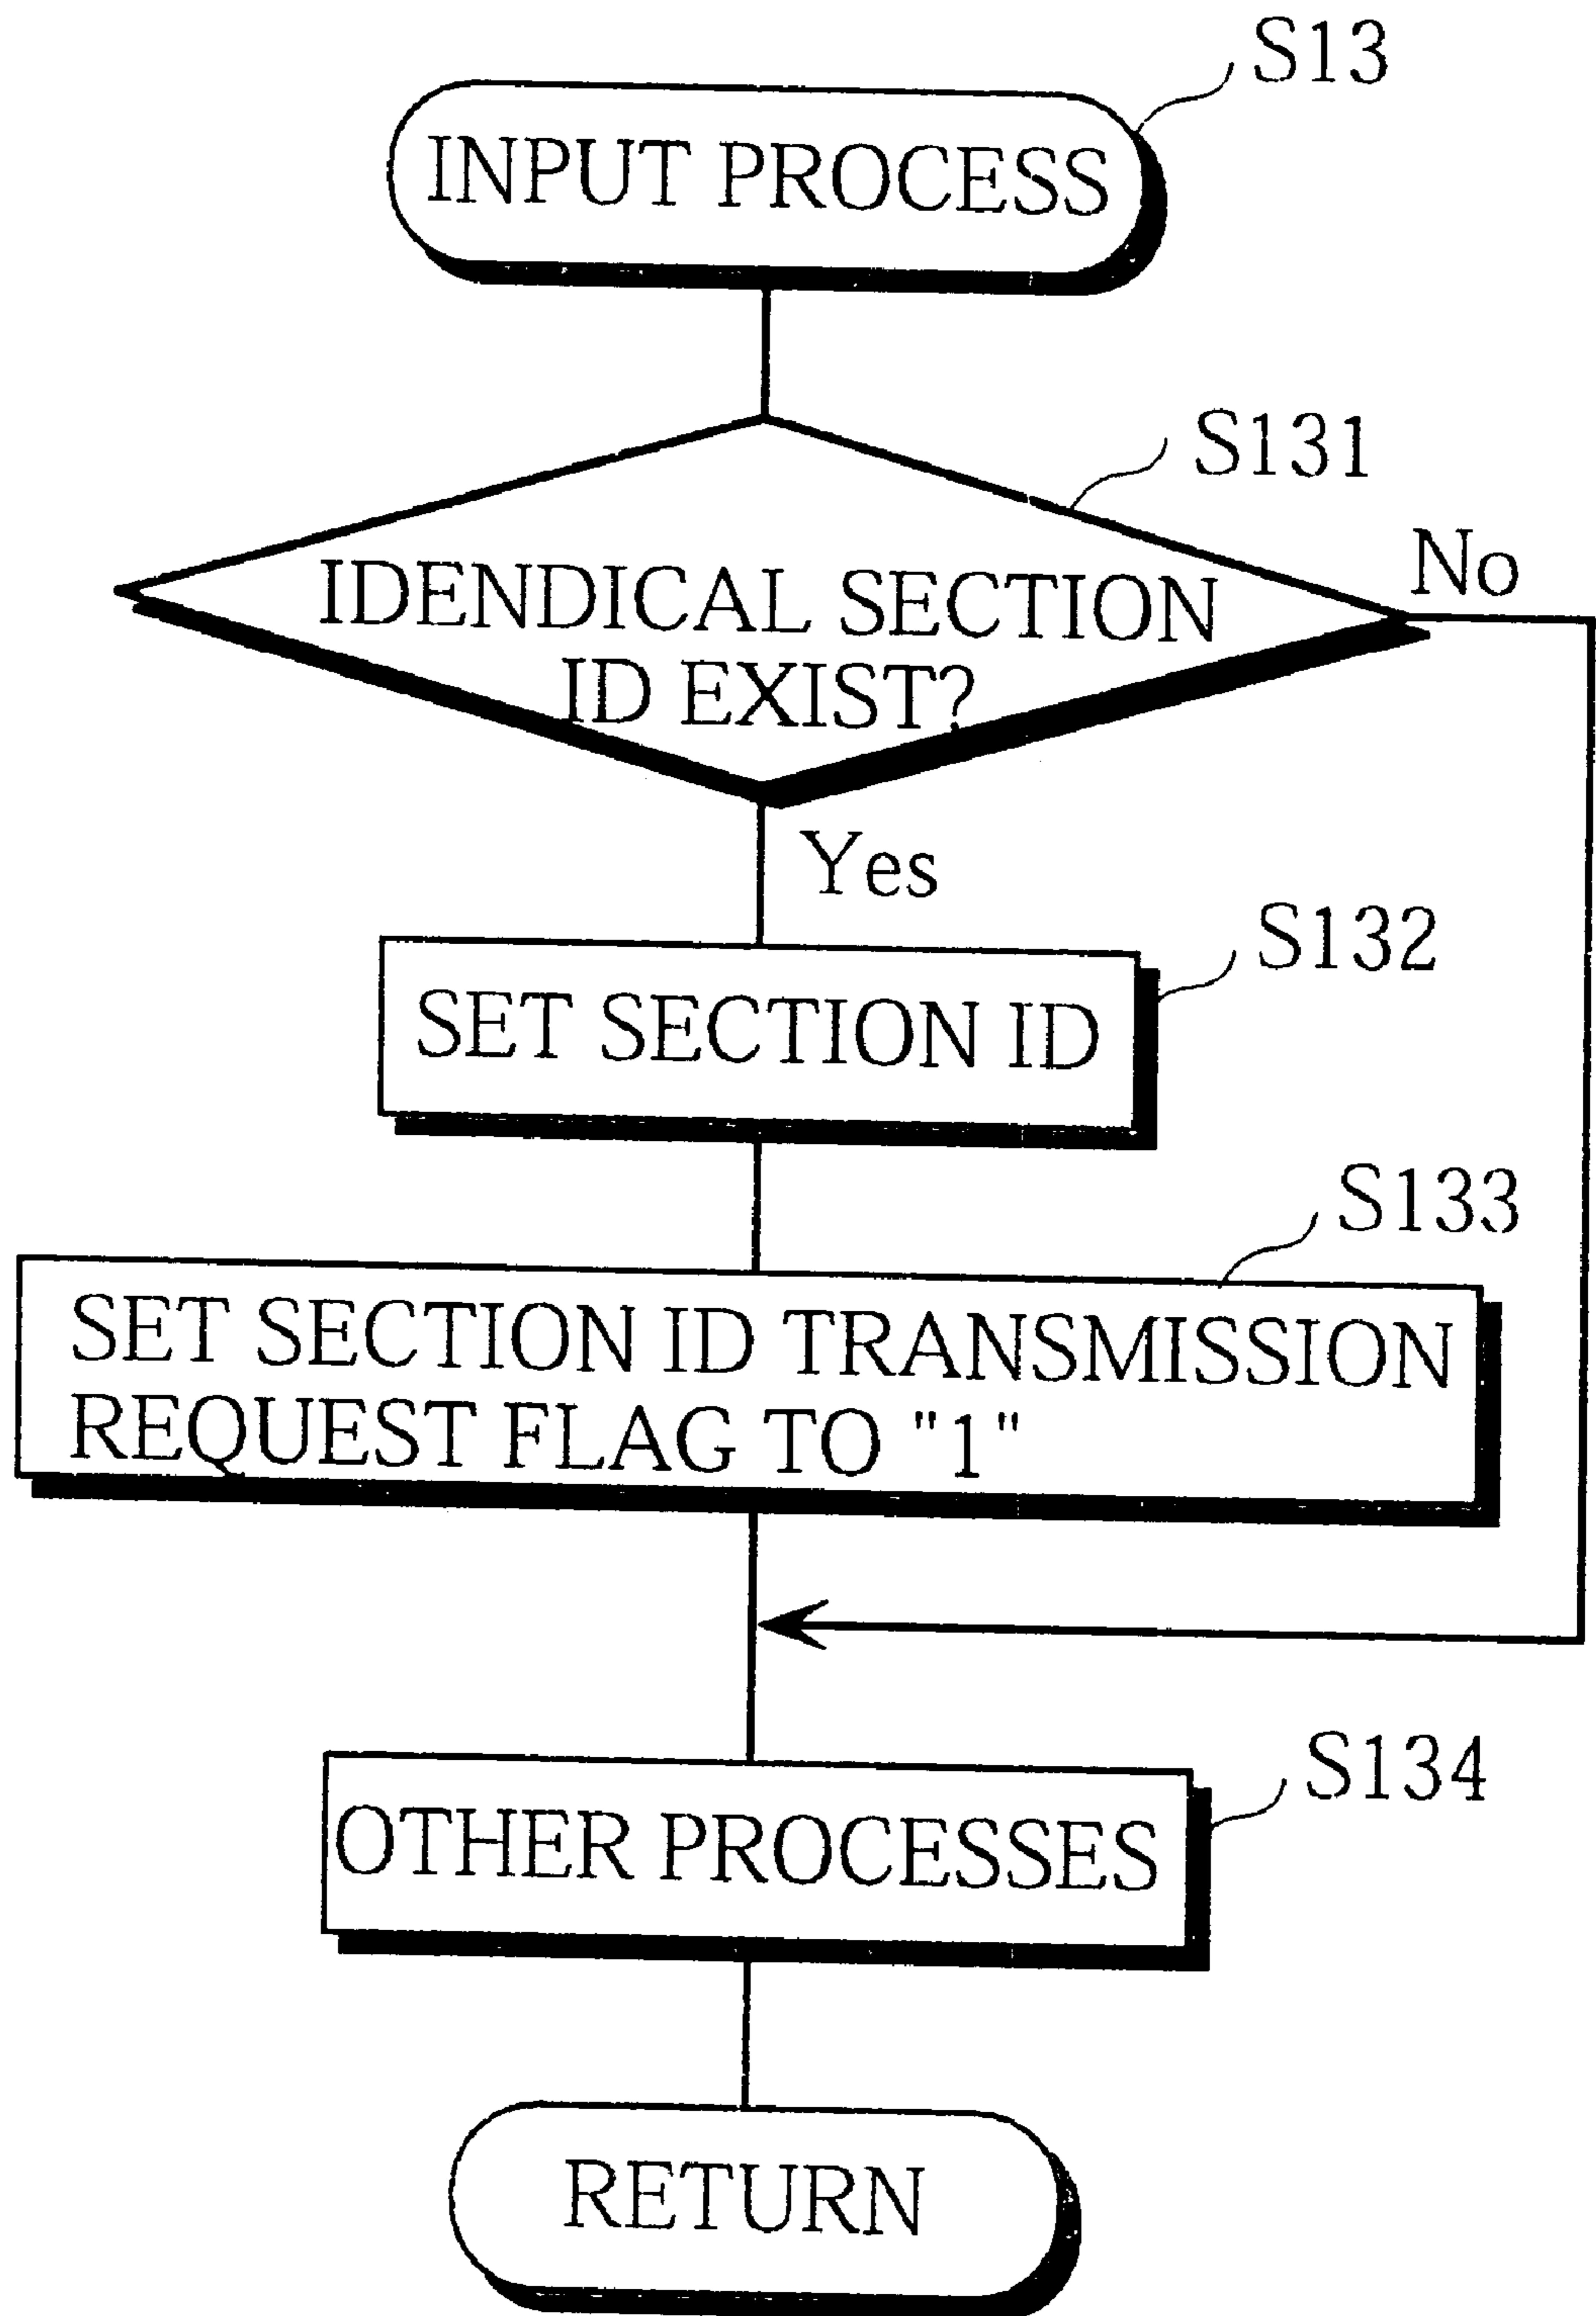 S13
INPUT PROCESS
S131
No
IDENDICAL SECTION
ID EXIST?
Yes
S132
SET SECTION ID
S133
SET SECTION ID TRANSMISSION
REQUEST FLAG TO "1"
S134
OTHER PROCESSES
RETURN